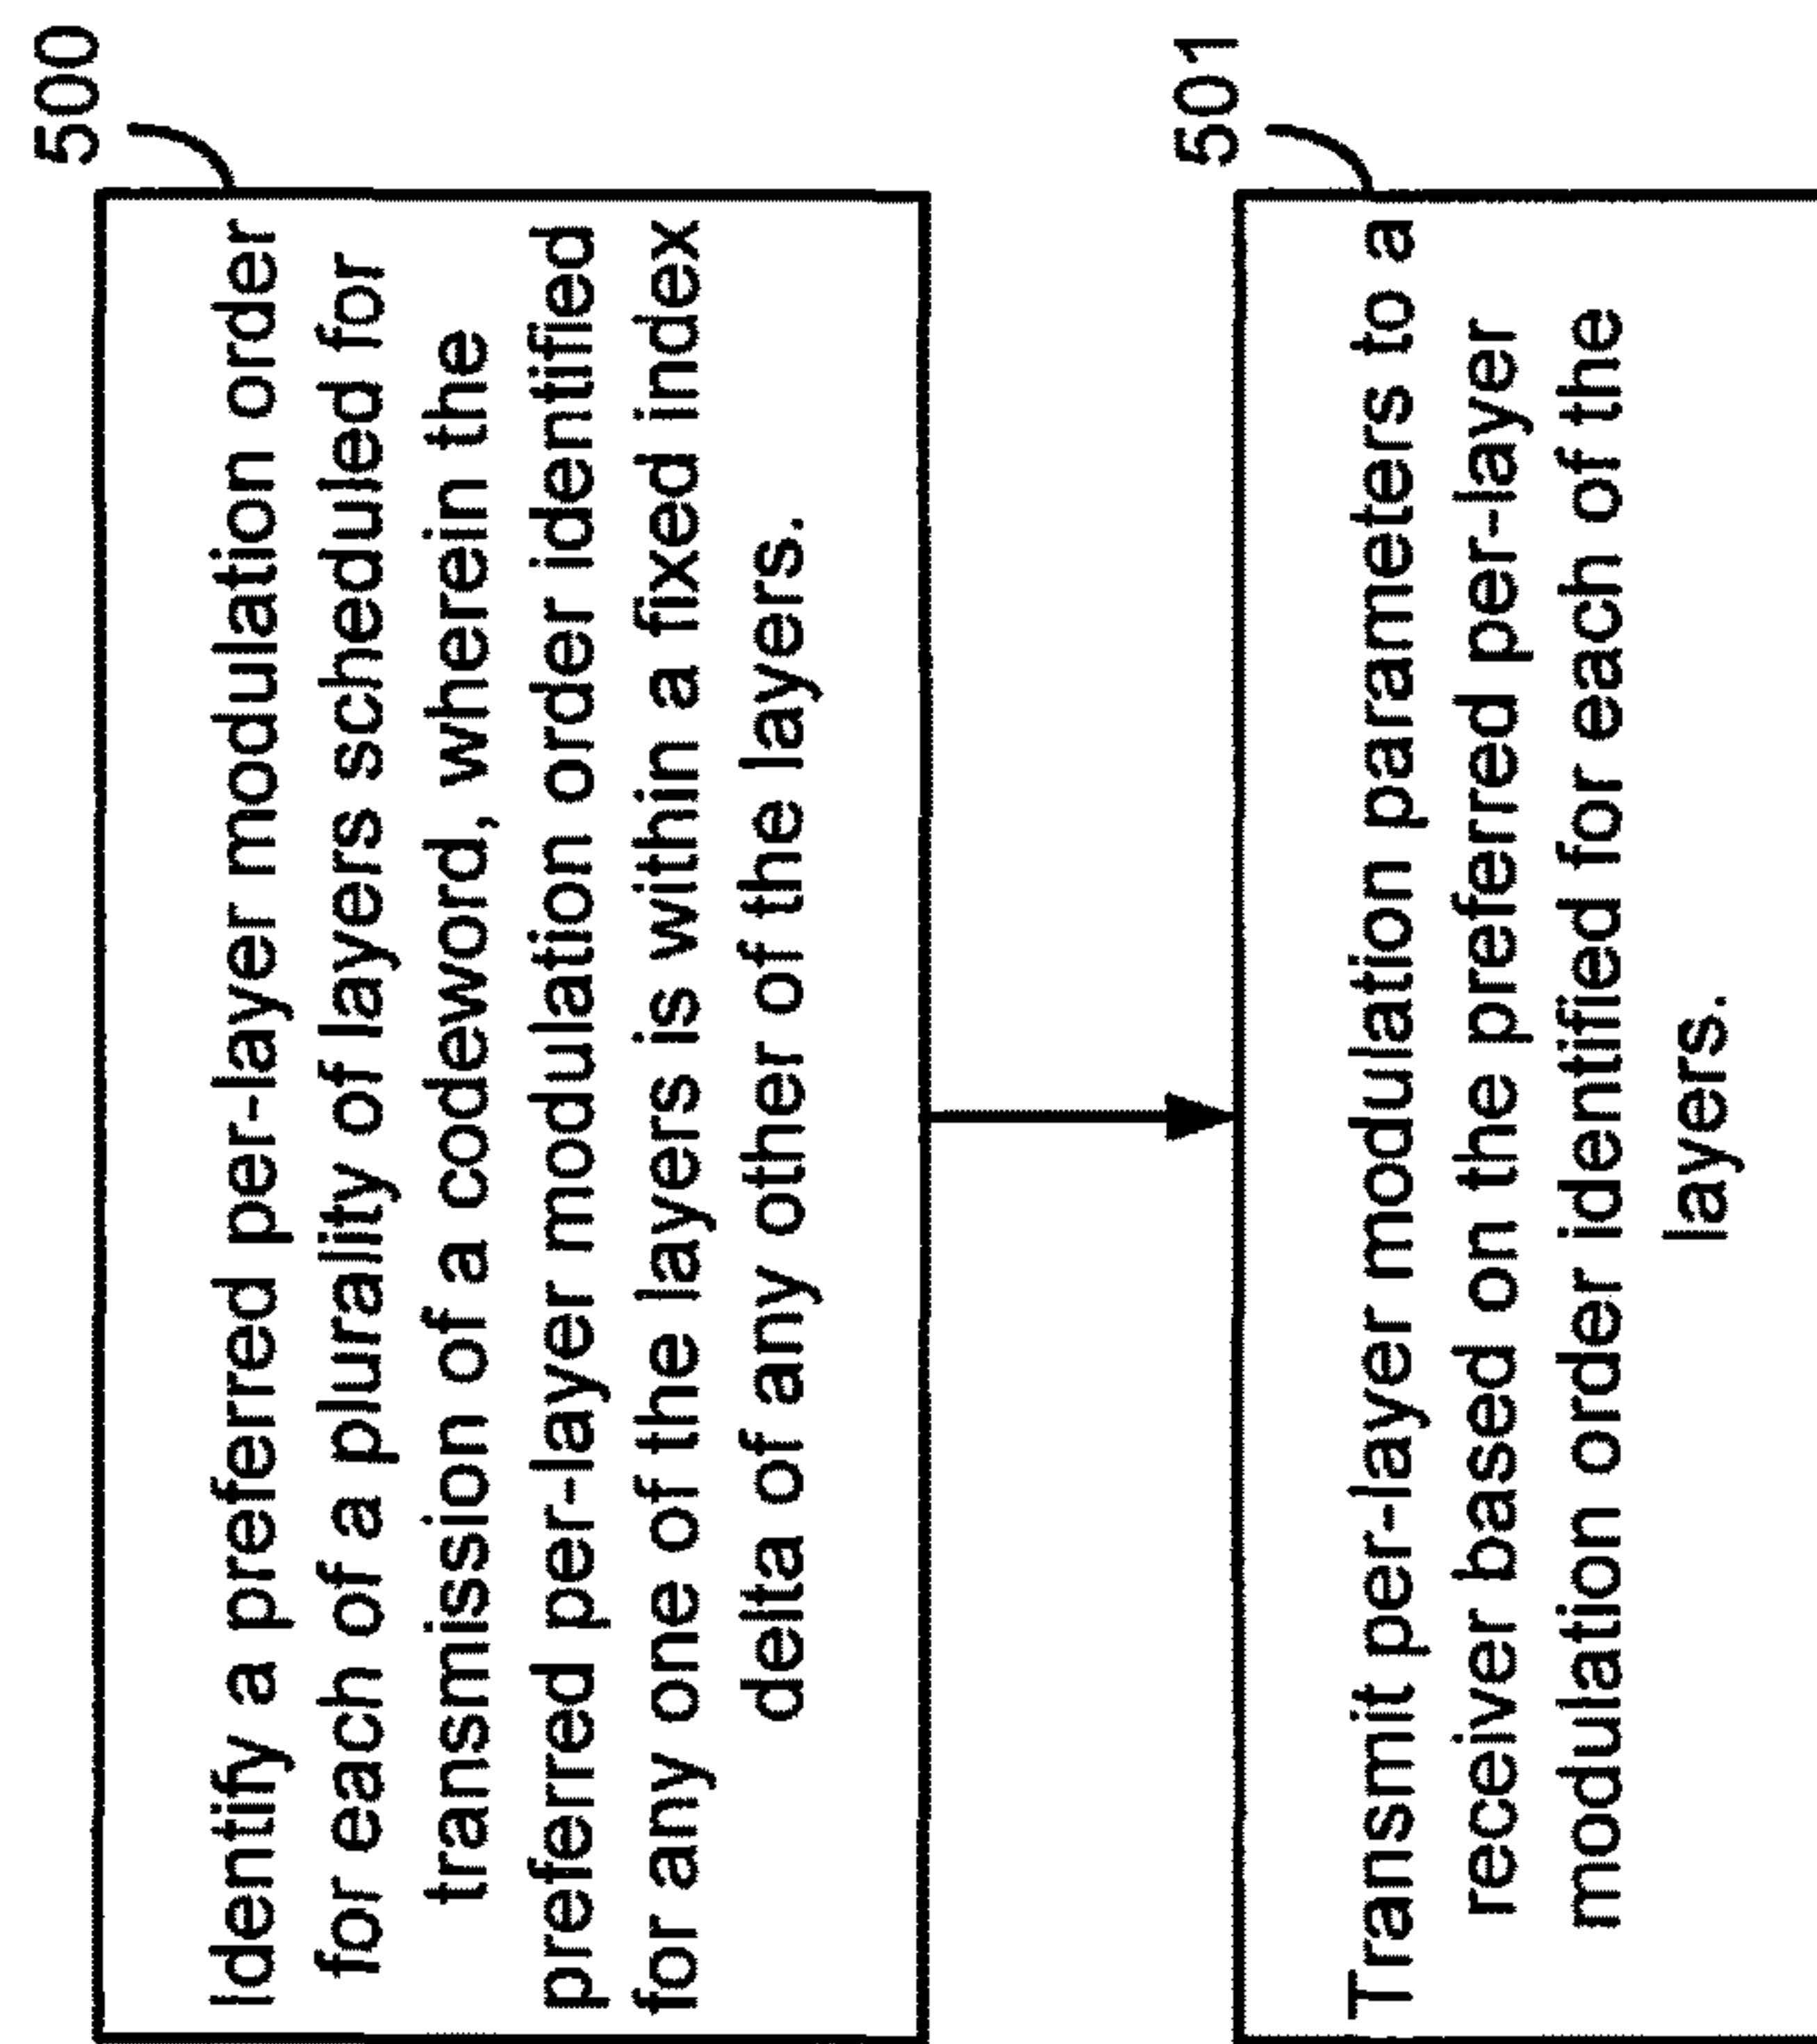 500
Identify a preferred per-layer modulation order
for each of a plurality of layers scheduled for
transmission of a codeword, wherein the
preferred per-layer modulation order identified
for any one of the layers is within a fixed index
delta of any other of the layers.
501
Transmit per-layer modulation parameters to a
receiver based on the preferred per-layer
modulation order identified for each of the
layers.